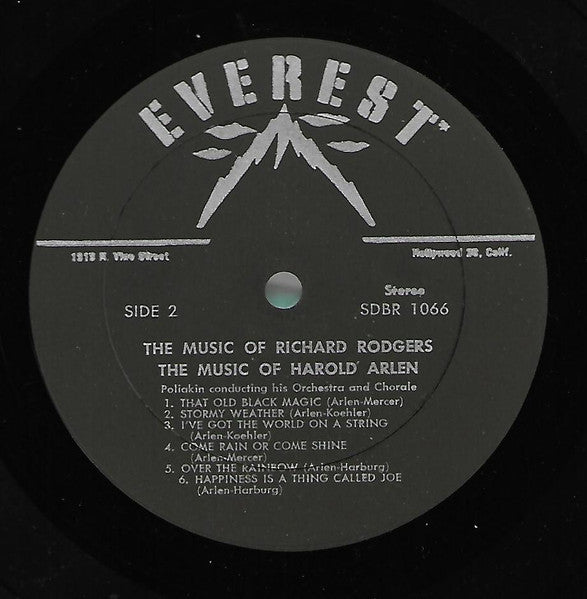 EVEREST™
1313 N. Vine Street
Hollywood 28, Calif.
Stereo
SIDE 2
SDBR 1066
THE MUSIC OF RICHARD RODGERS
THE MUSIC OF HAROLD ARLEN
Poliakin conducting his Orchestra and Chorale
1. THAT OLD BLACK MAGIC (Arlen-Mercer)
2. STORMY WEATHER (Arlen-Koehler)
3. I'VE GOT THE WORLD ON A STRING
(Arlen-Koehler)
4. COME RAIN OR COME SHINE
(Arlen-Mercer)
5. OVER THE RAINBOW (Arlen-Harburg)
6. HAPPINESS IS A THING CALLED JOE
(Arlen-Harburg)